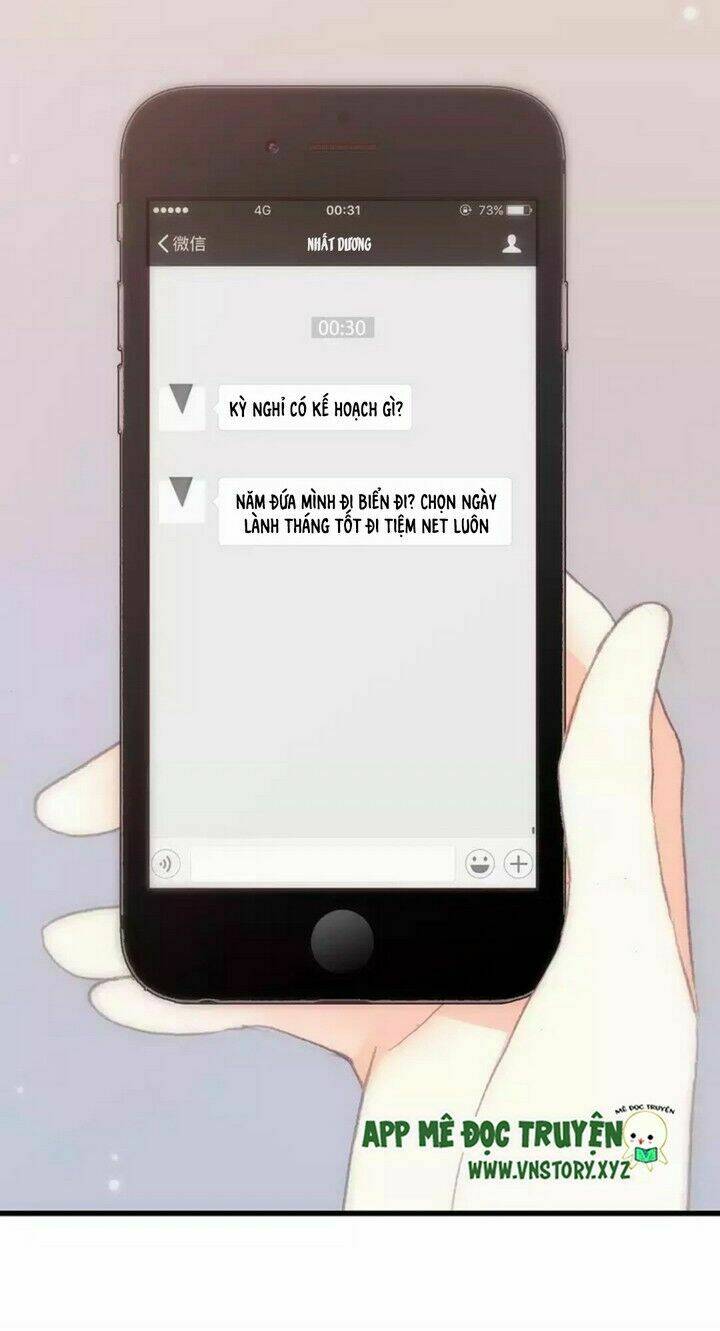 4G 00:31 73%
微信 NHẤT DƯƠNG
00:30
KỲ NGHỈ CÓ KẾ HOẠCH GÌ?
NĂM ĐỨA MÌNH ĐI BIỂN ĐI? CHỌN NGÀY
LÀNH THÁNG TỐT ĐI TIỆM NET LUÔN
MÊ ĐỌC TRUYỆN
APP MÊ ĐỌC TRUYỆN
WWW.VNSTORY.XYZ